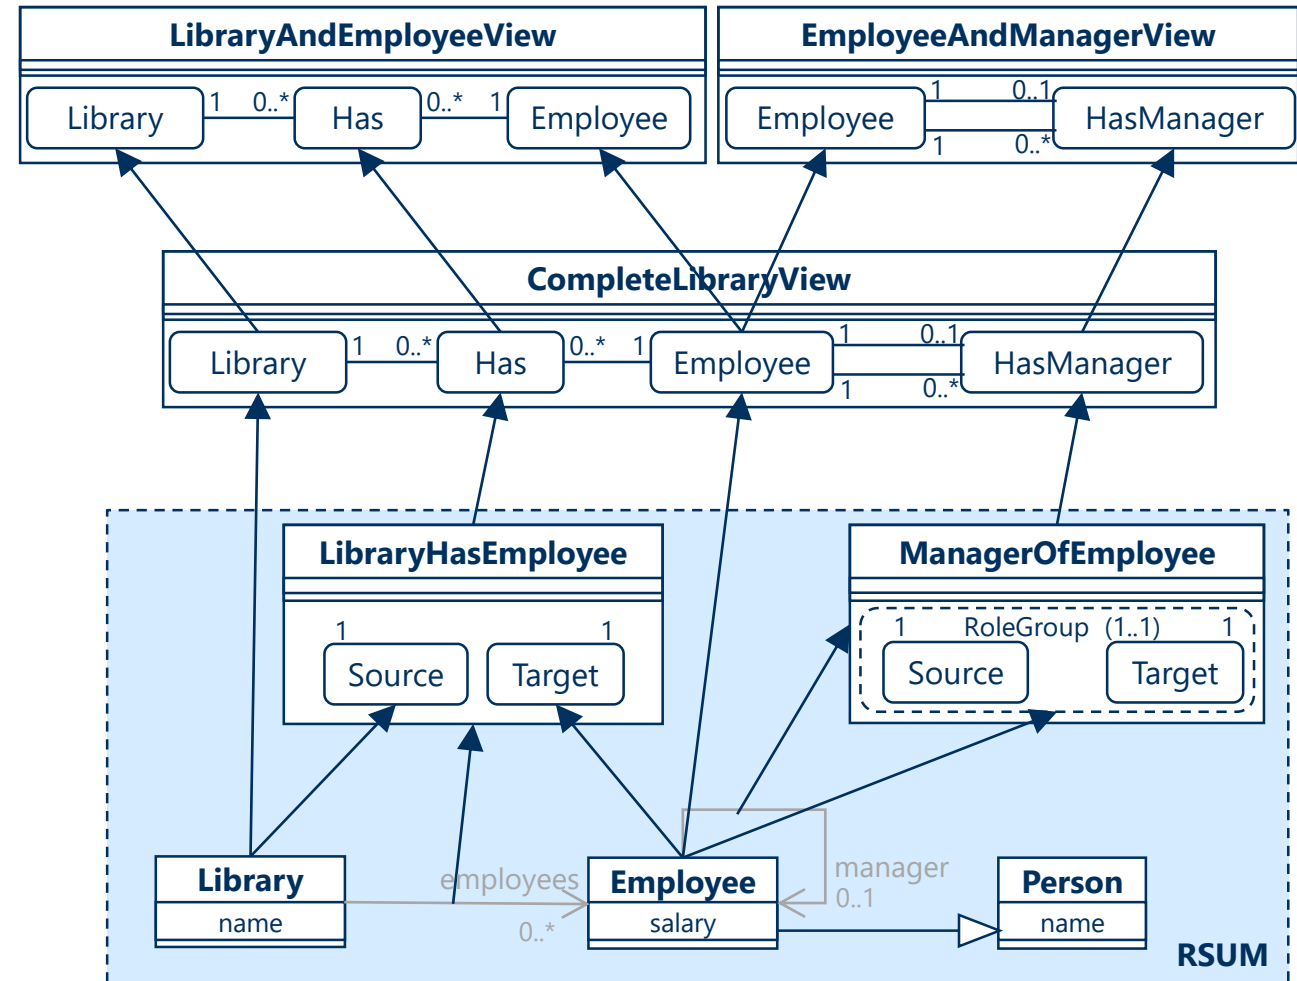 LibraryAndEmployeeView
EmployeeAndManagerView
Library 1 0..* Has 0..* 1 Employee
Employee 1 0..1 HasManager
1 0..*
CompleteLibraryView
Library 1 0..* Has 0..* 1 Employee 1 0..1 HasManager
1 0..*
LibraryHasEmployee
ManagerOfEmployee
1 1
1 RoleGroup (1..1) 1
Source Target
Source Target
Library
employees
Employee
manager
Person
name
0..*
salary
0..1
name
RSUM